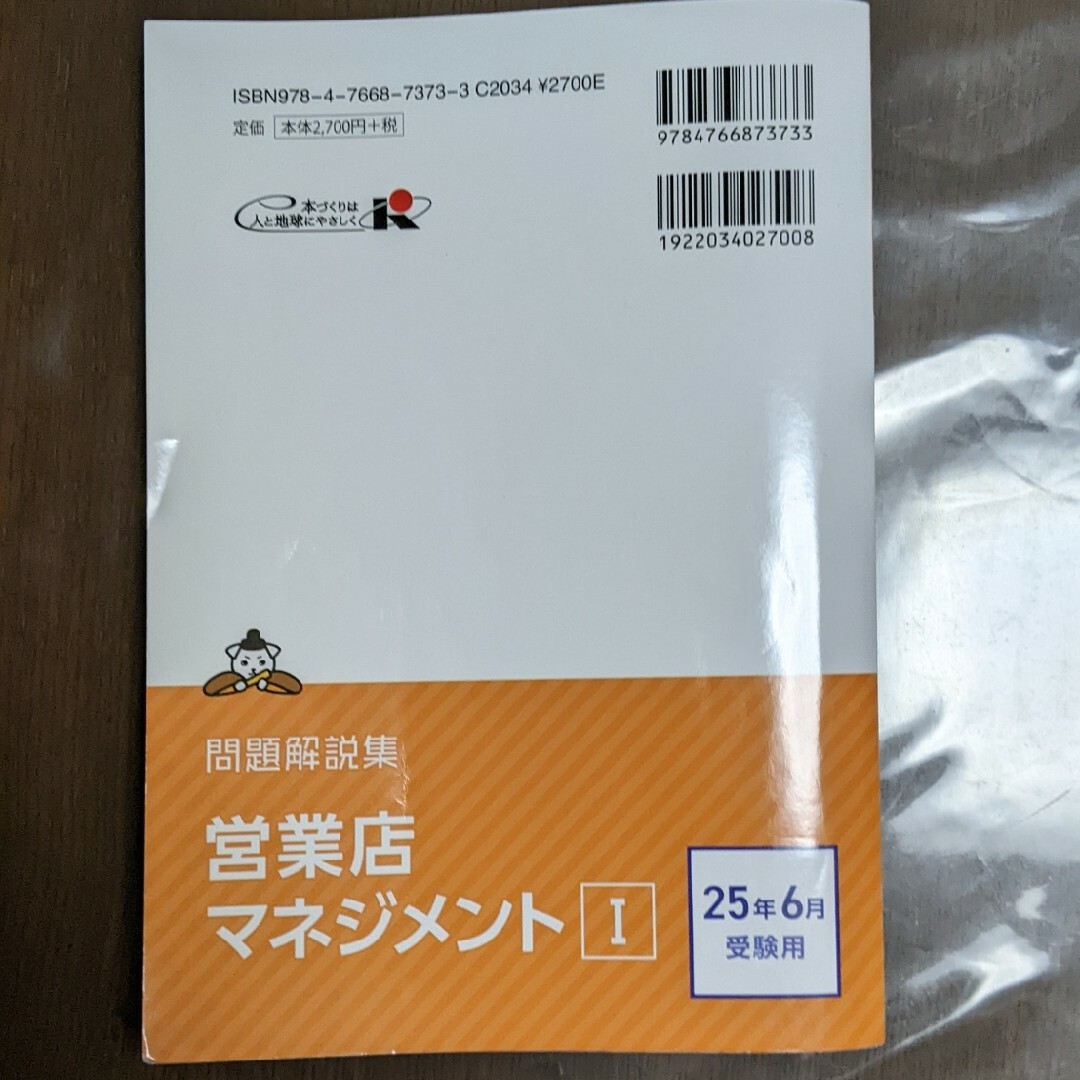 ISBN978-4-7668-7373-3 C2034 ¥2700E
定価 本体2,700円+税
9784766873733
本づくりは
人と地球にやさしく
1922034027008
問題解説集
営業店
マネジメント I
25年6月
受験用